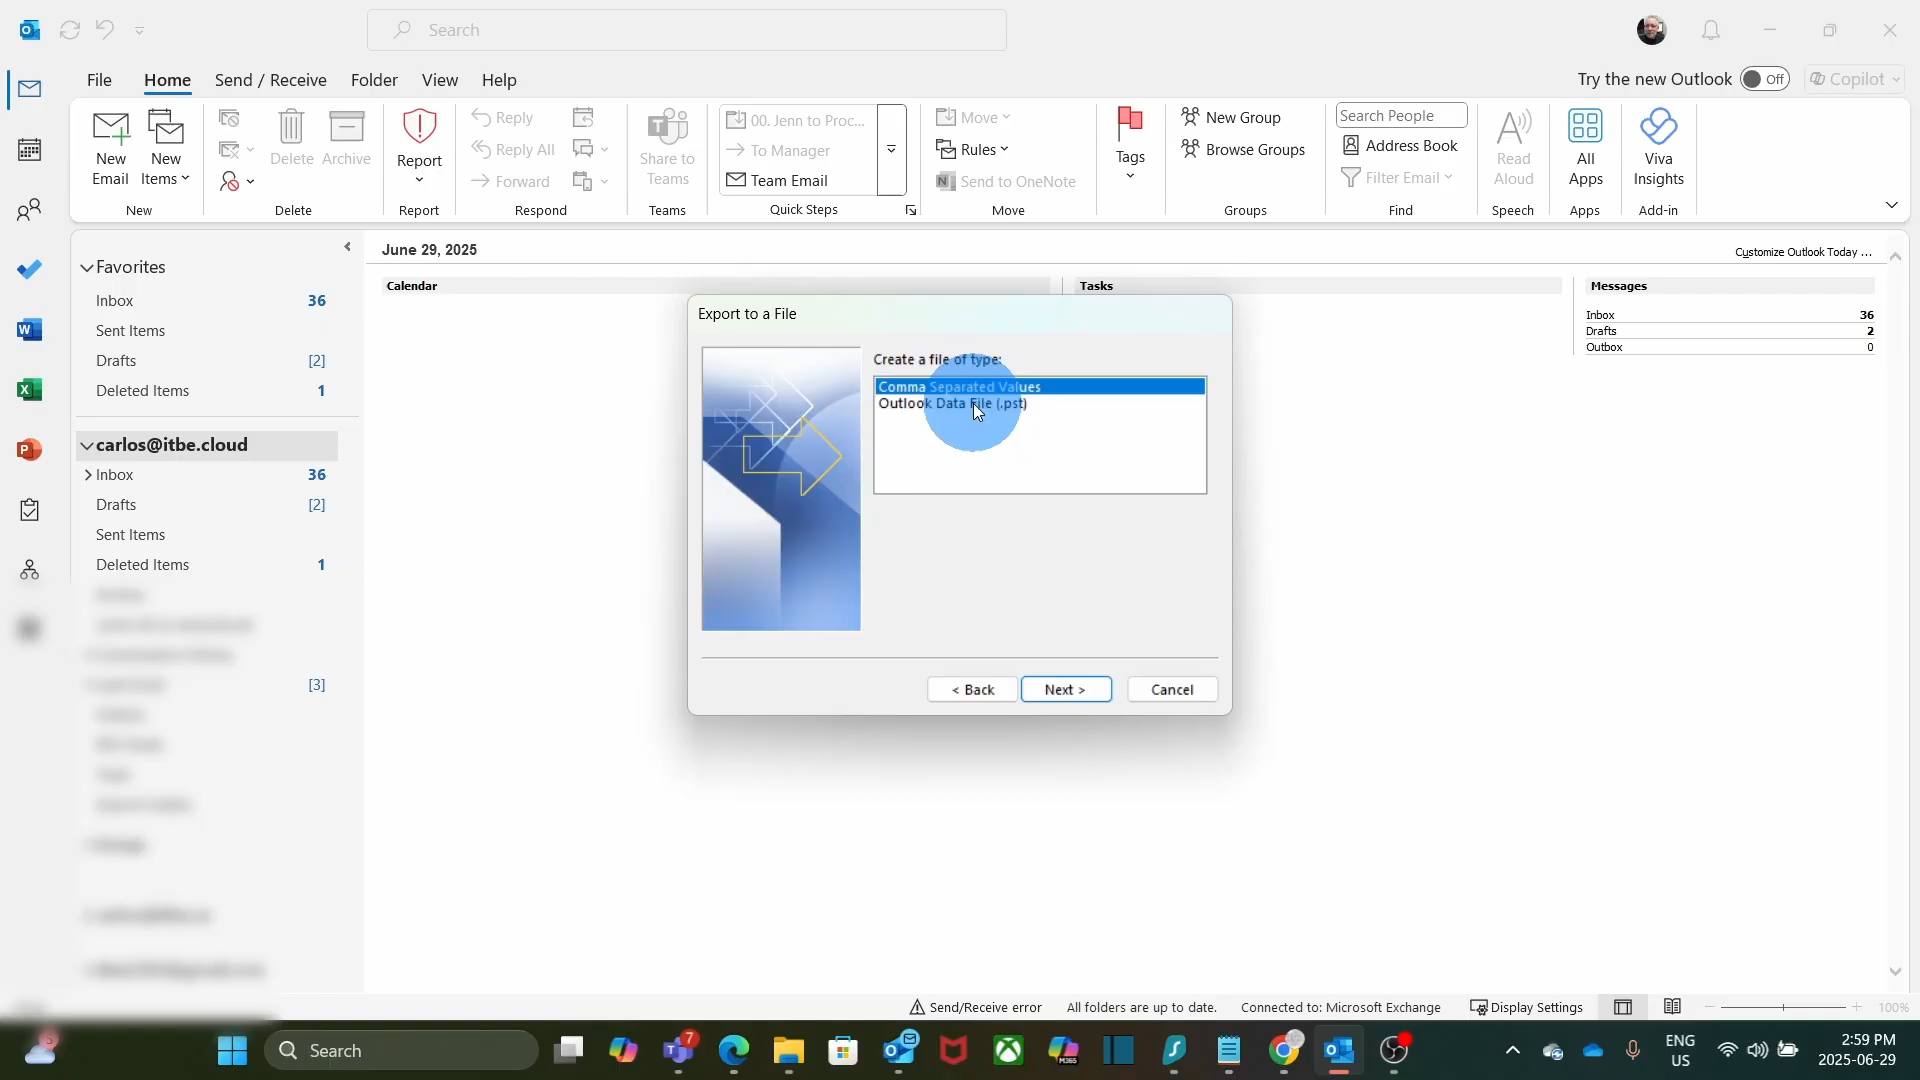 Search
File Home Send / Receive Folder View Help
Try the new Outlook Off Copilot
New Email
New Items
Delete
Archive
Report
Reply
Reply All
Forward
Share to Teams
00. Jenn to Proc...
To Manager
Team Email
Move
Rules
Send to OneNote
Tags
New Group
Browse Groups
Search People
Address Book
Filter Email
Read Aloud
All Apps
Viva Insights
New Delete Report Respond Teams Quick Steps Move Groups Find Speech Apps Add-in
Favorites
Inbox 36
Sent Items
Drafts [2]
Deleted Items 1
carlos@itbe.cloud
Inbox 36
Drafts [2]
Sent Items
Deleted Items 1
[3]
June 29, 2025
Customize Outlook Today ...
Calendar
Tasks
Messages
Inbox 36
Drafts 2
Outbox 0
Export to a File
Create a file of type:
Comma Separated Values
Outlook Data File (.pst)
< Back Next > Cancel
Send/Receive error All folders are up to date. Connected to: Microsoft Exchange Display Settings 100%
Search
7
M365
ENG
US
2:59 PM
2025-06-29